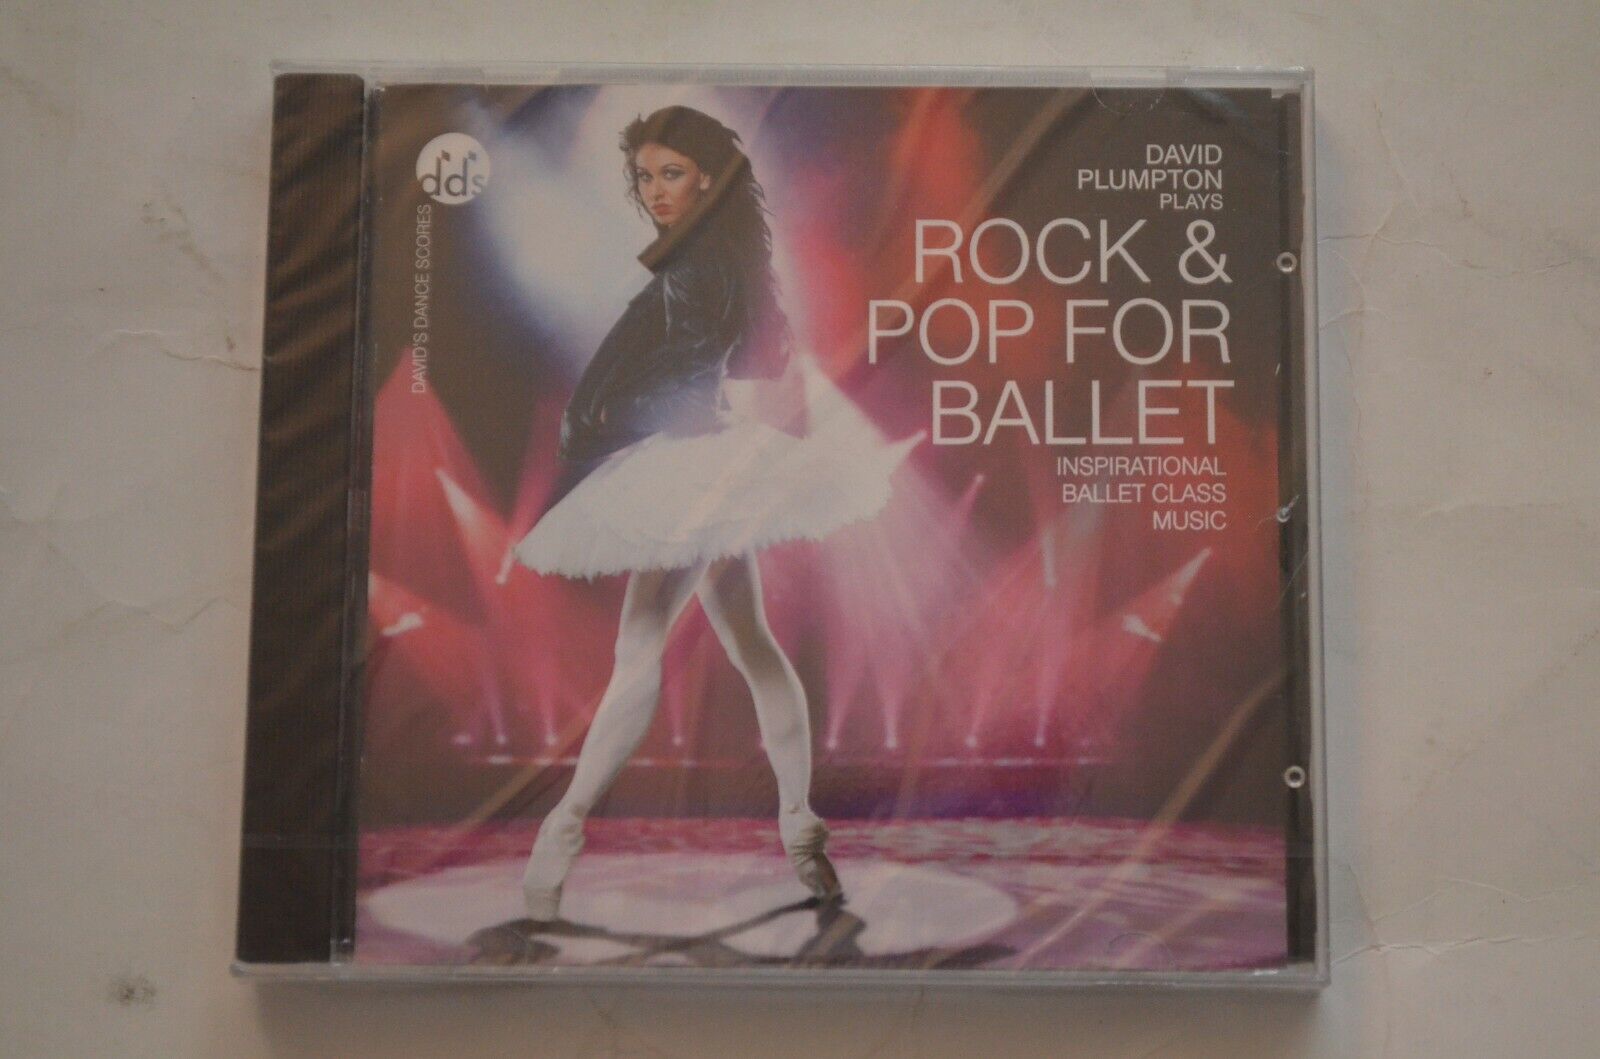 dds
DAVID'S DANCE SCORES
DAVID
PLUMPTON
PLAYS
ROCK &
POP FOR
BALLET
INSPIRATIONAL
BALLET CLASS
MUSIC